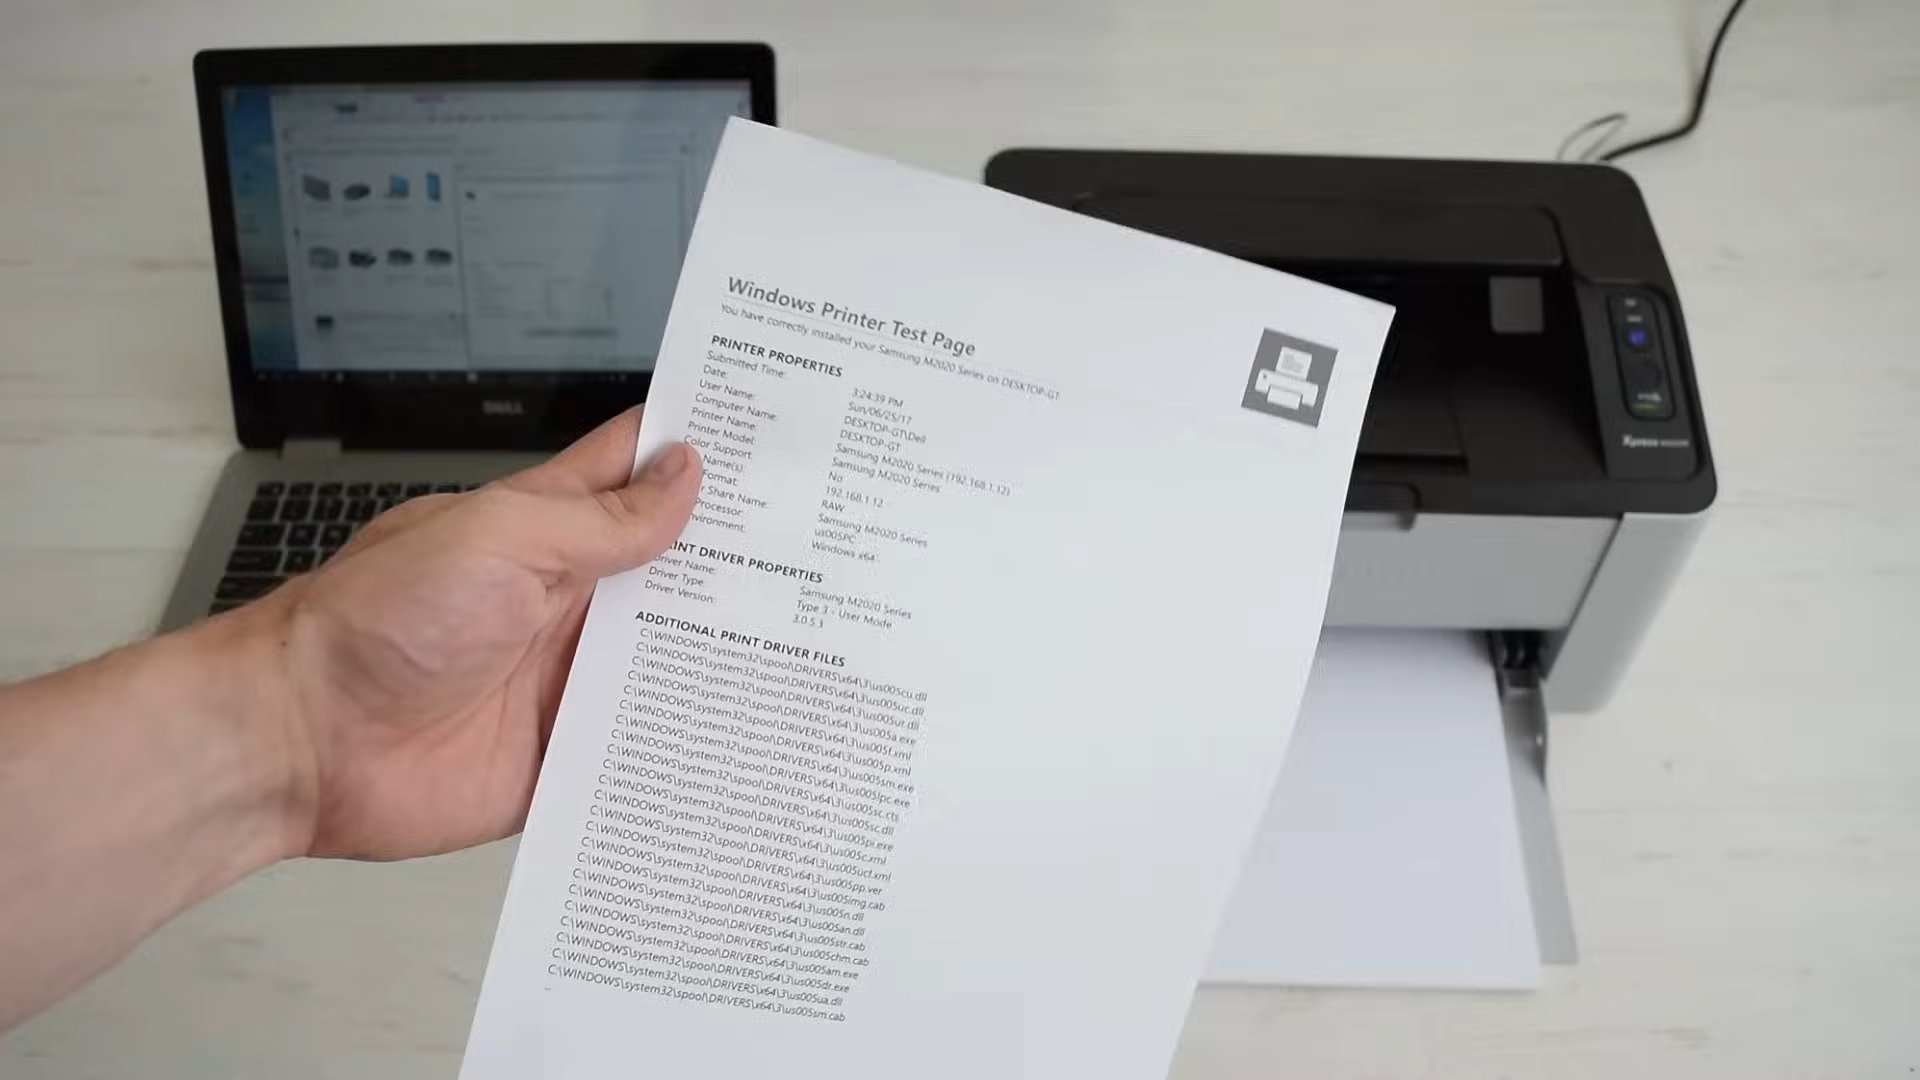 DELL
Windows Printer Test Page
You have correctly installed your Samsung M2020 Series on DESKTOP-GT
PRINTER PROPERTIES
Submitted Time: 3:24:39 PM
Date: Sun/06/25/17
User Name: DESKTOP-GT\Dell
Computer Name: DESKTOP-GT
Printer Name: Samsung M2020 Series (192.168.1.12)
Printer Model: Samsung M2020 Series
Color Support: No
Name(s): 192.168.1.12
Format: RAW
r Share Name: Samsung M2020 Series
Processor: us005PC
vironment: Windows x64
INT DRIVER PROPERTIES
Driver Name: Samsung M2020 Series
Driver Type: Type 3 - User Mode
Driver Version: 3.0.5.3
ADDITIONAL PRINT DRIVER FILES
C:\WINDOWS\system32\spool\DRIVERS\x64\3\us005cu.dll
C:\WINDOWS\system32\spool\DRIVERS\x64\3\us005uc.dll
C:\WINDOWS\system32\spool\DRIVERS\x64\3\us005ur.dll
C:\WINDOWS\system32\spool\DRIVERS\x64\3\us005a.exe
C:\WINDOWS\system32\spool\DRIVERS\x64\3\us005f.xml
C:\WINDOWS\system32\spool\DRIVERS\x64\3\us005p.xml
C:\WINDOWS\system32\spool\DRIVERS\x64\3\us005sm.exe
C:\WINDOWS\system32\spool\DRIVERS\x64\3\us005lpc.exe
C:\WINDOWS\system32\spool\DRIVERS\x64\3\us005sc.cts
C:\WINDOWS\system32\spool\DRIVERS\x64\3\us005sc.dll
C:\WINDOWS\system32\spool\DRIVERS\x64\3\us005pi.exe
C:\WINDOWS\system32\spool\DRIVERS\x64\3\us005c.xml
C:\WINDOWS\system32\spool\DRIVERS\x64\3\us005uct.xml
C:\WINDOWS\system32\spool\DRIVERS\x64\3\us005pp.ver
C:\WINDOWS\system32\spool\DRIVERS\x64\3\us005img.cab
C:\WINDOWS\system32\spool\DRIVERS\x64\3\us005n.dll
C:\WINDOWS\system32\spool\DRIVERS\x64\3\us005an.dll
C:\WINDOWS\system32\spool\DRIVERS\x64\3\us005str.cab
C:\WINDOWS\system32\spool\DRIVERS\x64\3\us005chm.cab
C:\WINDOWS\system32\spool\DRIVERS\x64\3\us005am.exe
C:\WINDOWS\system32\spool\DRIVERS\x64\3\us005dr.exe
C:\WINDOWS\system32\spool\DRIVERS\x64\3\us005ua.dll
C:\WINDOWS\system32\spool\DRIVERS\x64\3\us005sm.cab
...
Xpress